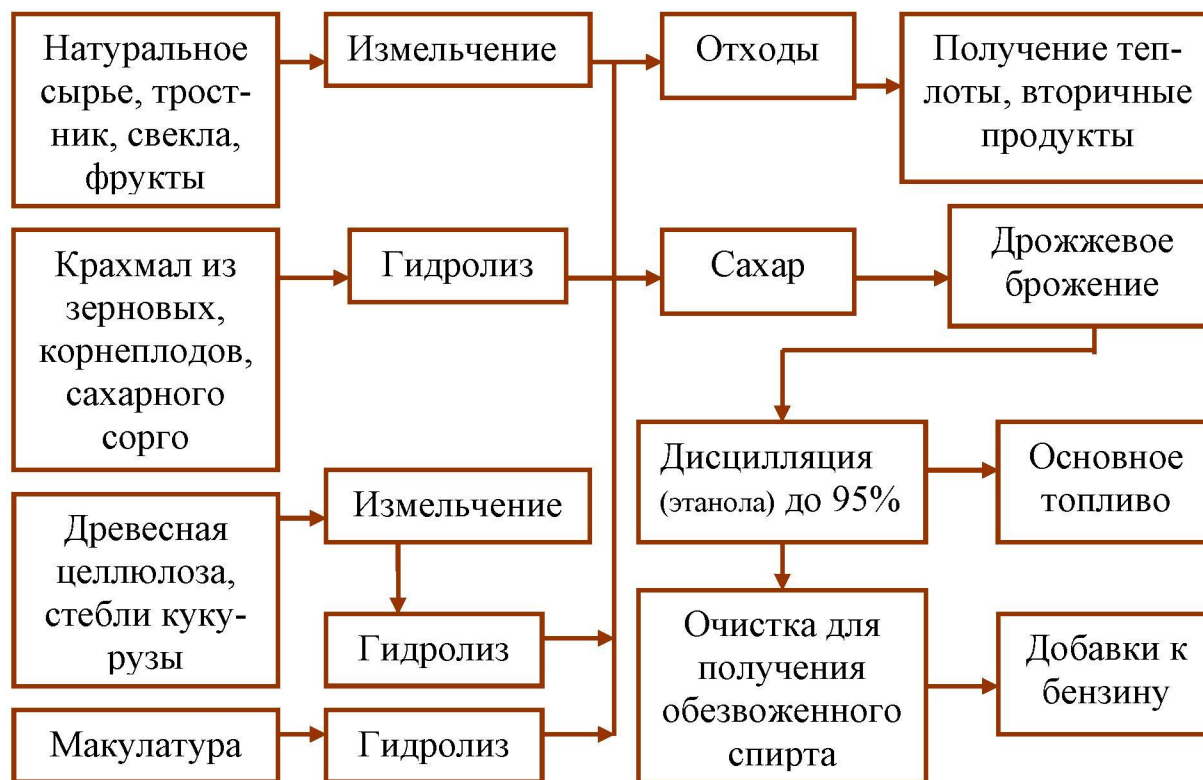 Натуральное
сырье, трост-
ник, свекла,
фрукты
Измельчение
Отходы
Получение теп-
лоты, вторичные
продукты
Крахмал из
зерновых,
корнеплодов,
сахарного
сорго
Гидролиз
Сахар
Дрожжевое
брожение
Дисцилляция
(этанола) до 95%
Основное
топливо
Древесная
целлюлоза,
стебли куку-
рузы
Измельчение
Гидролиз
Очистка для
получения
обезвоженного
спирта
Добавки к
бензину
Макулатура
Гидролиз